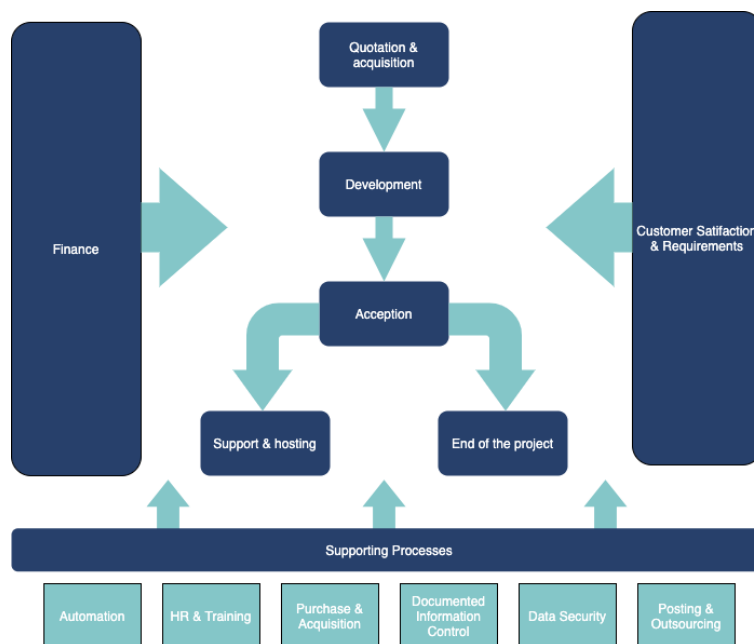 Quotation &
acquisition
Development
Finance
Customer Satifaction
& Requirements
Acception
Support & hosting
End of the project
Supporting Processes
Automation
HR & Training
Purchase &
Acquisition
Documented
Information
Control
Data Security
Posting &
Outsourcing